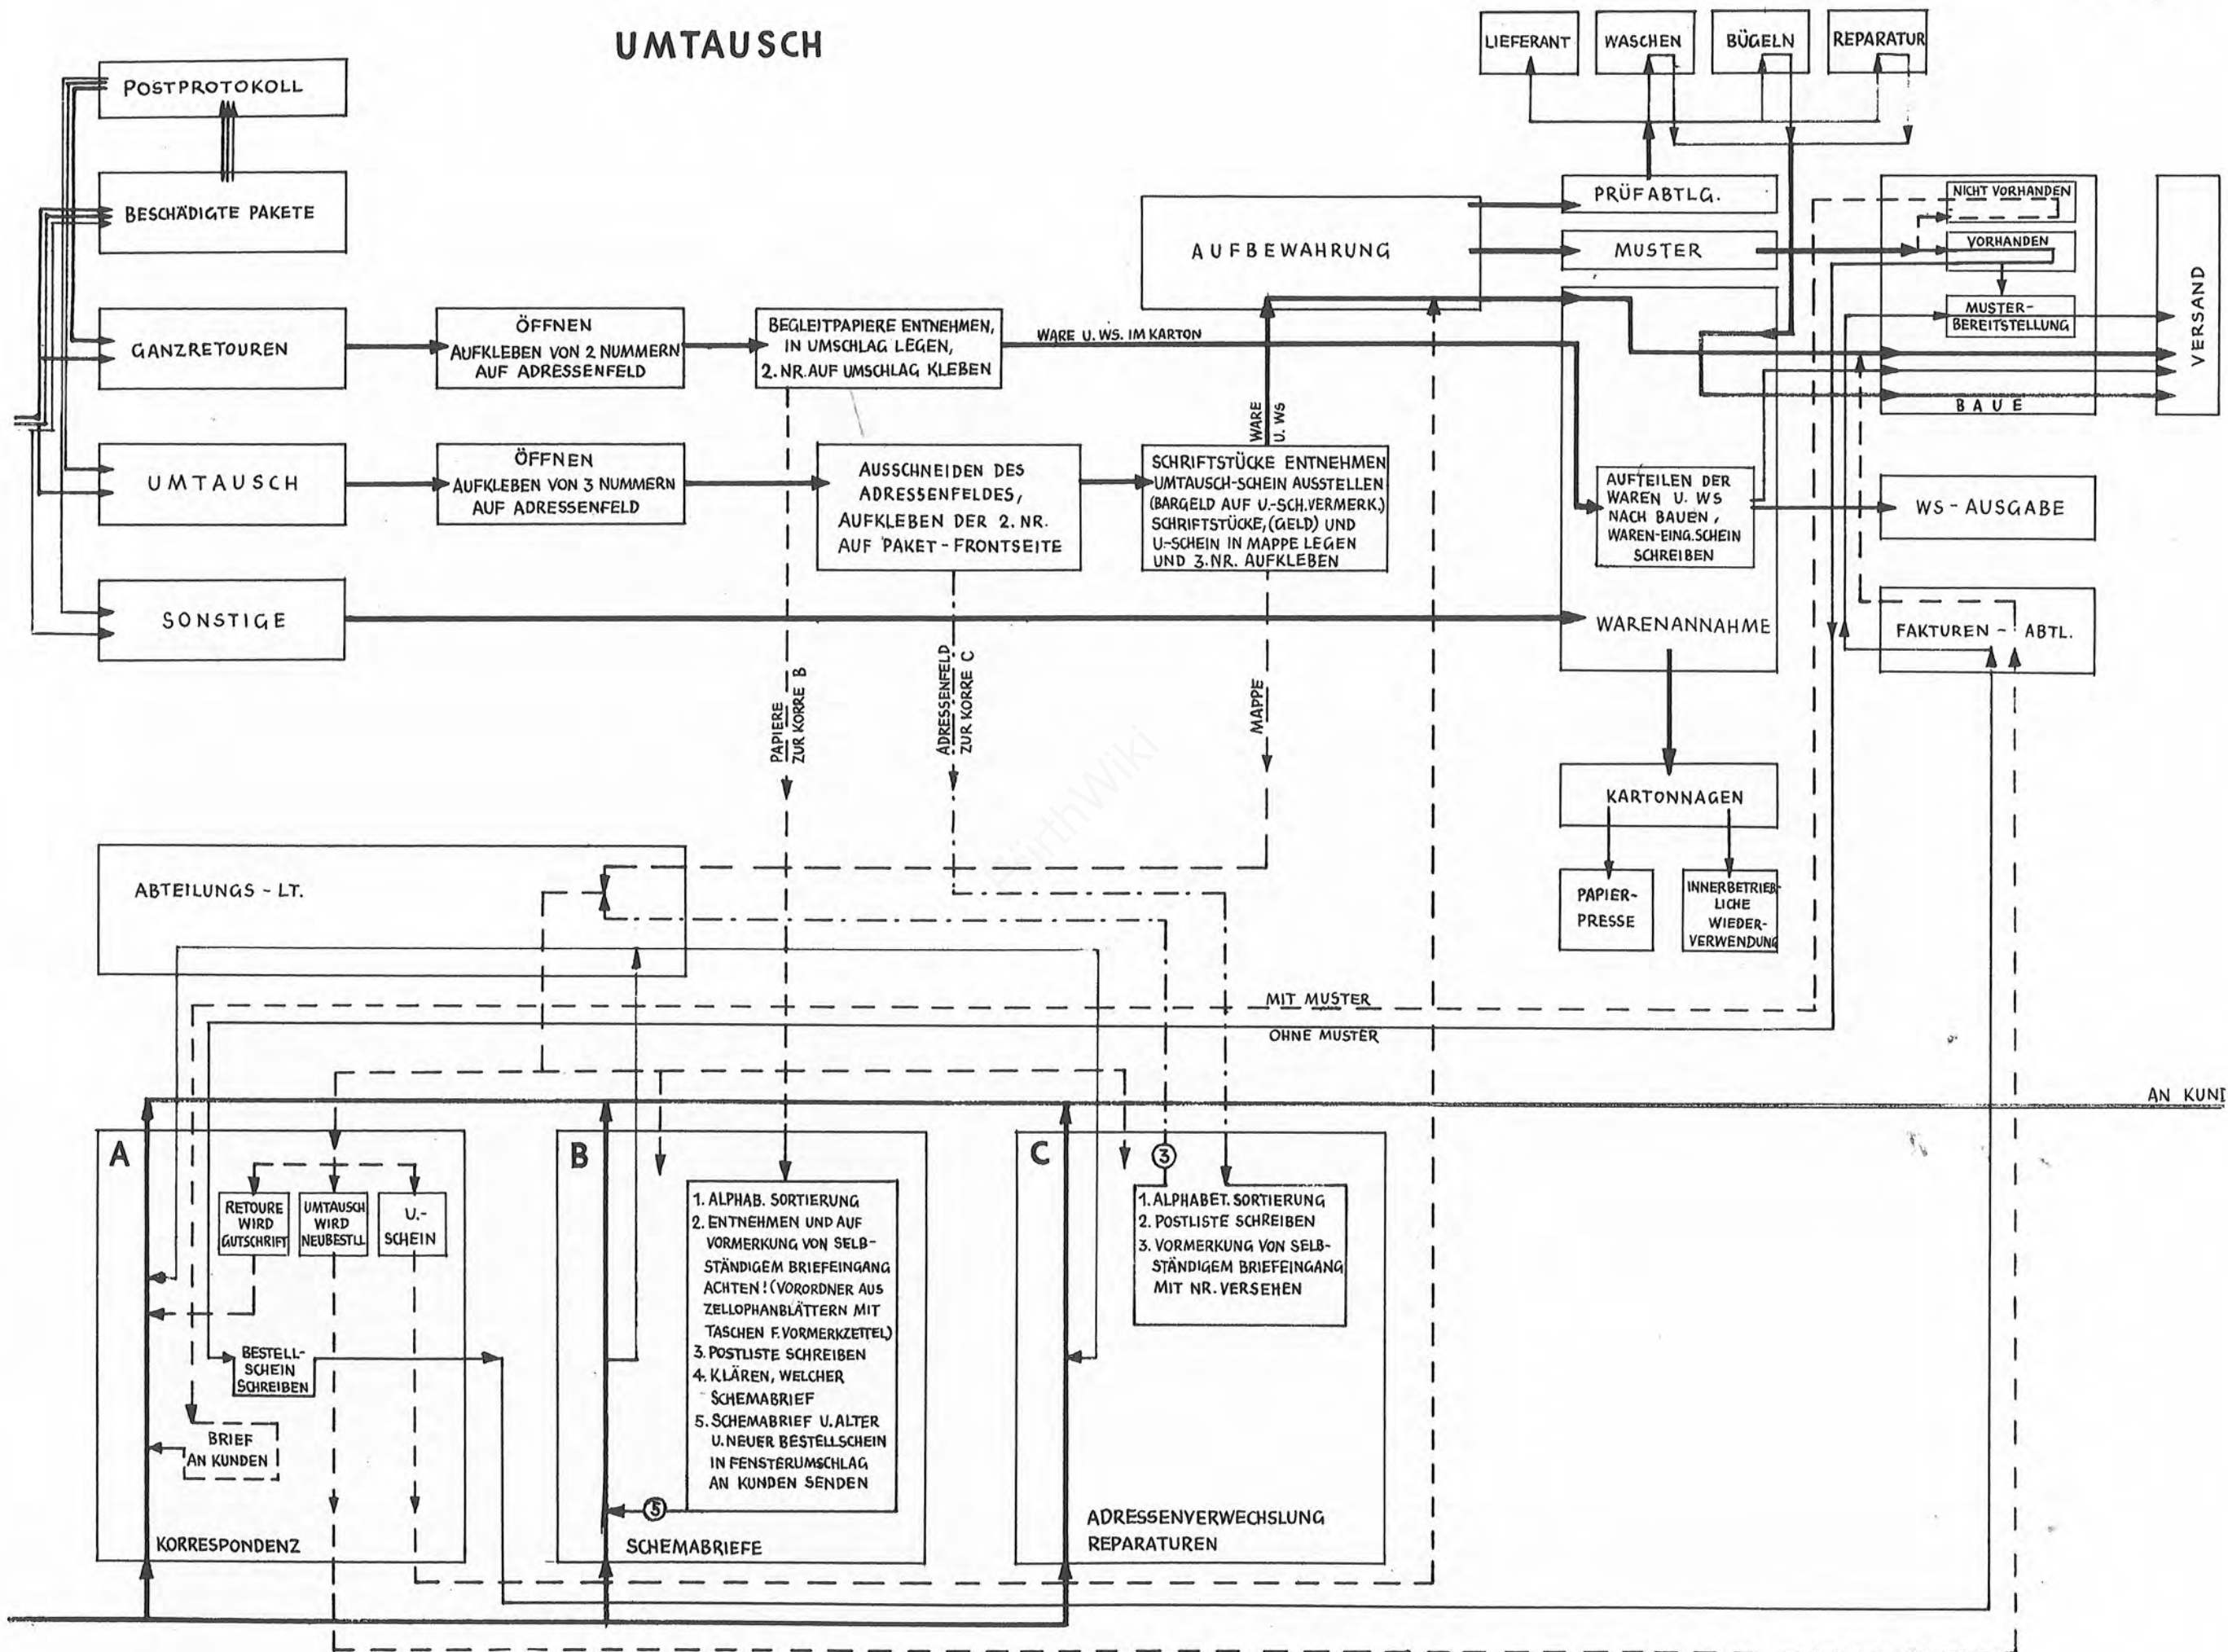 UMTAUSCH
LIEFERANT
WASCHEN
BÜGELN
REPARATUR
POSTPROTOKOLL
BESCHÄDIGTE PAKETE
GANZRETOUREN
UMTAUSCH
SONSTIGE
ÖFFNEN
AUFKLEBEN VON 2 NUMMERN
AUF ADRESSENFELD
BEGLEITPAPIERE ENTNEHMEN,
IN UMSCHLAG LEGEN,
2. NR. AUF UMSCHLAG KLEBEN
WARE U. WS. IM KARTON
ÖFFNEN
AUFKLEBEN VON 3 NUMMERN
AUF ADRESSENFELD
AUSSCHNEIDEN DES
ADRESSENFELDES,
AUFKLEBEN DER 2. NR.
AUF PAKET-FRONTSEITE
WARE
U. WS
SCHRIFTSTÜCKE ENTNEHMEN
UMTAUSCH-SCHEIN AUSSTELLEN
(BARGELD AUF U.-SCH.VERMERK.)
SCHRIFTSTÜCKE, (GELD) UND
U-SCHEIN IN MAPPE LEGEN
UND 3. NR. AUFKLEBEN
AUFBEWAHRUNG
PRÜFABTLG.
MUSTER
AUFTEILEN DER
WAREN U. WS
NACH BAUEN,
WAREN-EING.SCHEIN
SCHREIBEN
WARENANNAHME
NICHT VORHANDEN
VORHANDEN
MUSTER-
BEREITSTELLUNG
BAUE
VERSAND
WS-AUSGABE
FAKTUREN - ABTL.
PAPIERE
ZUR KORRE B
ADRESSENFELD
ZUR KORRE C
MAPPE
KARTONNAGEN
PAPIER-
PRESSE
INNERBETRIEB-
LICHE
WIEDER-
VERWENDUNG
FürthWiki
ABTEILUNGS - LT.
MIT MUSTER
OHNE MUSTER
AN KUND
A
RETOURE
WIRD
GUTSCHRIFT
UMTAUSCH
WIRD
NEUBESTLL
U.-
SCHEIN
BESTELL-
SCHEIN
SCHREIBEN
BRIEF
AN KUNDEN
KORRESPONDENZ
B
1. ALPHAB. SORTIERUNG
2. ENTNEHMEN UND AUF
VORMERKUNG VON SELB-
STÄNDIGEM BRIEFEINGANG
ACHTEN! (VORORDNER AUS
ZELLOPHANBLÄTTERN MIT
TASCHEN F. VORMERKZETTEL)
3. POSTLISTE SCHREIBEN
4. KLÄREN, WELCHER
SCHEMABRIEF
5. SCHEMABRIEF U. ALTER
U. NEUER BESTELLSCHEIN
IN FENSTERUMSCHLAG
AN KUNDEN SENDEN
5
SCHEMABRIEFE
C
3
1. ALPHABET. SORTIERUNG
2. POSTLISTE SCHREIBEN
3. VORMERKUNG VON SELB-
STÄNDIGEM BRIEFEINGANG
MIT NR. VERSEHEN
ADRESSENVERWECHSLUNG
REPARATUREN